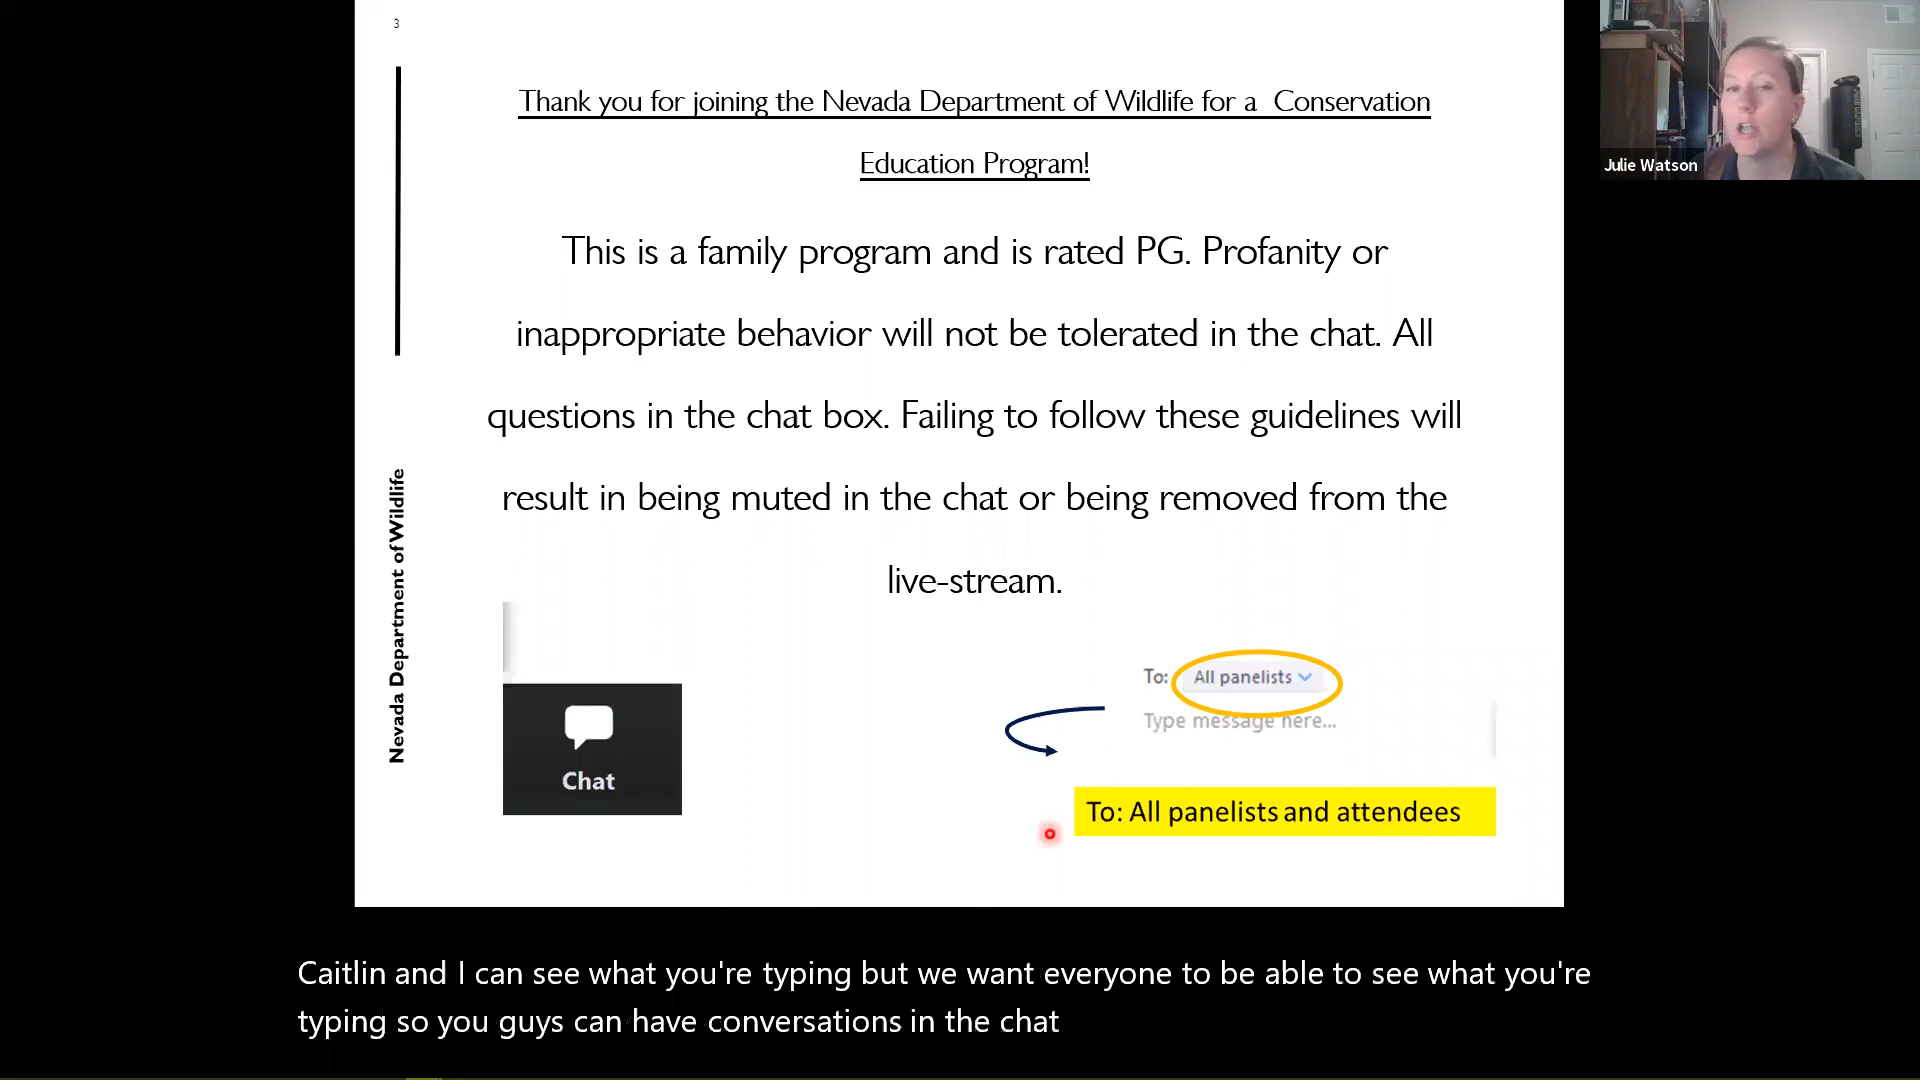 3
Thank you for joining the Nevada Department of Wildlife for a Conservation
Education Program!
This is a family program and is rated PG. Profanity or
inappropriate behavior will not be tolerated in the chat. All
questions in the chat box. Failing to follow these guidelines will
result in being muted in the chat or being removed from the
live-stream.
Nevada Department of Wildlife
Chat
To: All panelists
Type message here...
To: All panelists and attendees
Julie Watson
Caitlin and I can see what you're typing but we want everyone to be able to see what you're
typing so you guys can have conversations in the chat